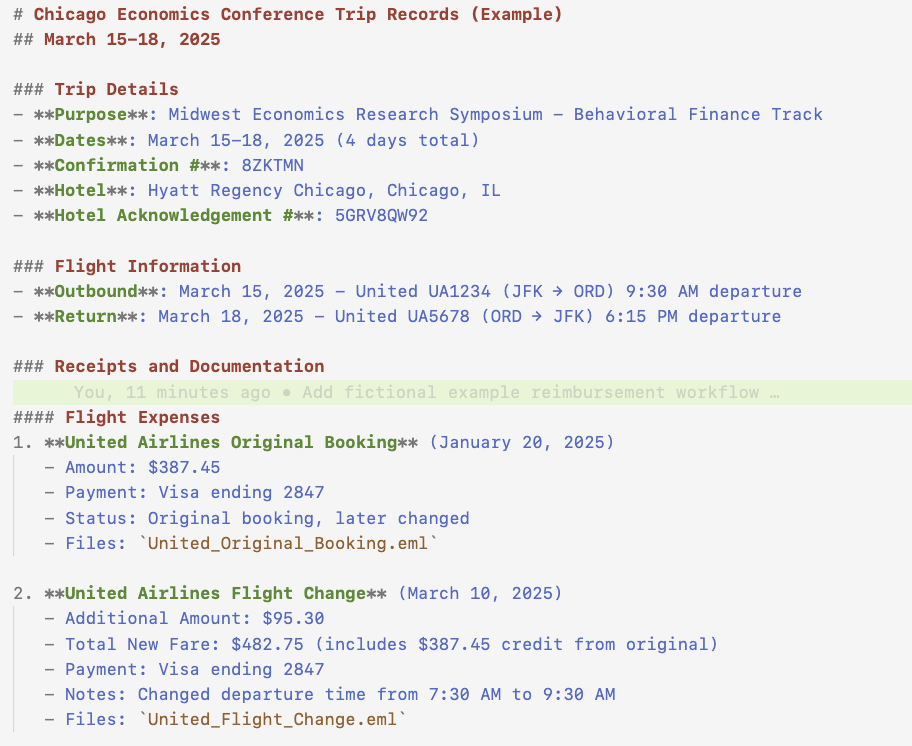 # Chicago Economics Conference Trip Records (Example)
## March 15-18, 2025
### Trip Details
- **Purpose**: Midwest Economics Research Symposium - Behavioral Finance Track
- **Dates**: March 15-18, 2025 (4 days total)
- **Confirmation #**: 8ZKTMN
- **Hotel**: Hyatt Regency Chicago, Chicago, IL
- **Hotel Acknowledgement #**: 5GRV8QW92
### Flight Information
- **Outbound**: March 15, 2025 - United UA1234 (JFK → ORD) 9:30 AM departure
- **Return**: March 18, 2025 - United UA5678 (ORD → JFK) 6:15 PM departure
### Receipts and Documentation
You, 11 minutes ago • Add fictional example reimbursement workflow …
#### Flight Expenses
1. **United Airlines Original Booking** (January 20, 2025)
- Amount: $387.45
- Payment: Visa ending 2847
- Status: Original booking, later changed
- Files: `United_Original_Booking.eml`
2. **United Airlines Flight Change** (March 10, 2025)
- Additional Amount: $95.30
- Total New Fare: $482.75 (includes $387.45 credit from original)
- Payment: Visa ending 2847
- Notes: Changed departure time from 7:30 AM to 9:30 AM
- Files: `United_Flight_Change.eml`